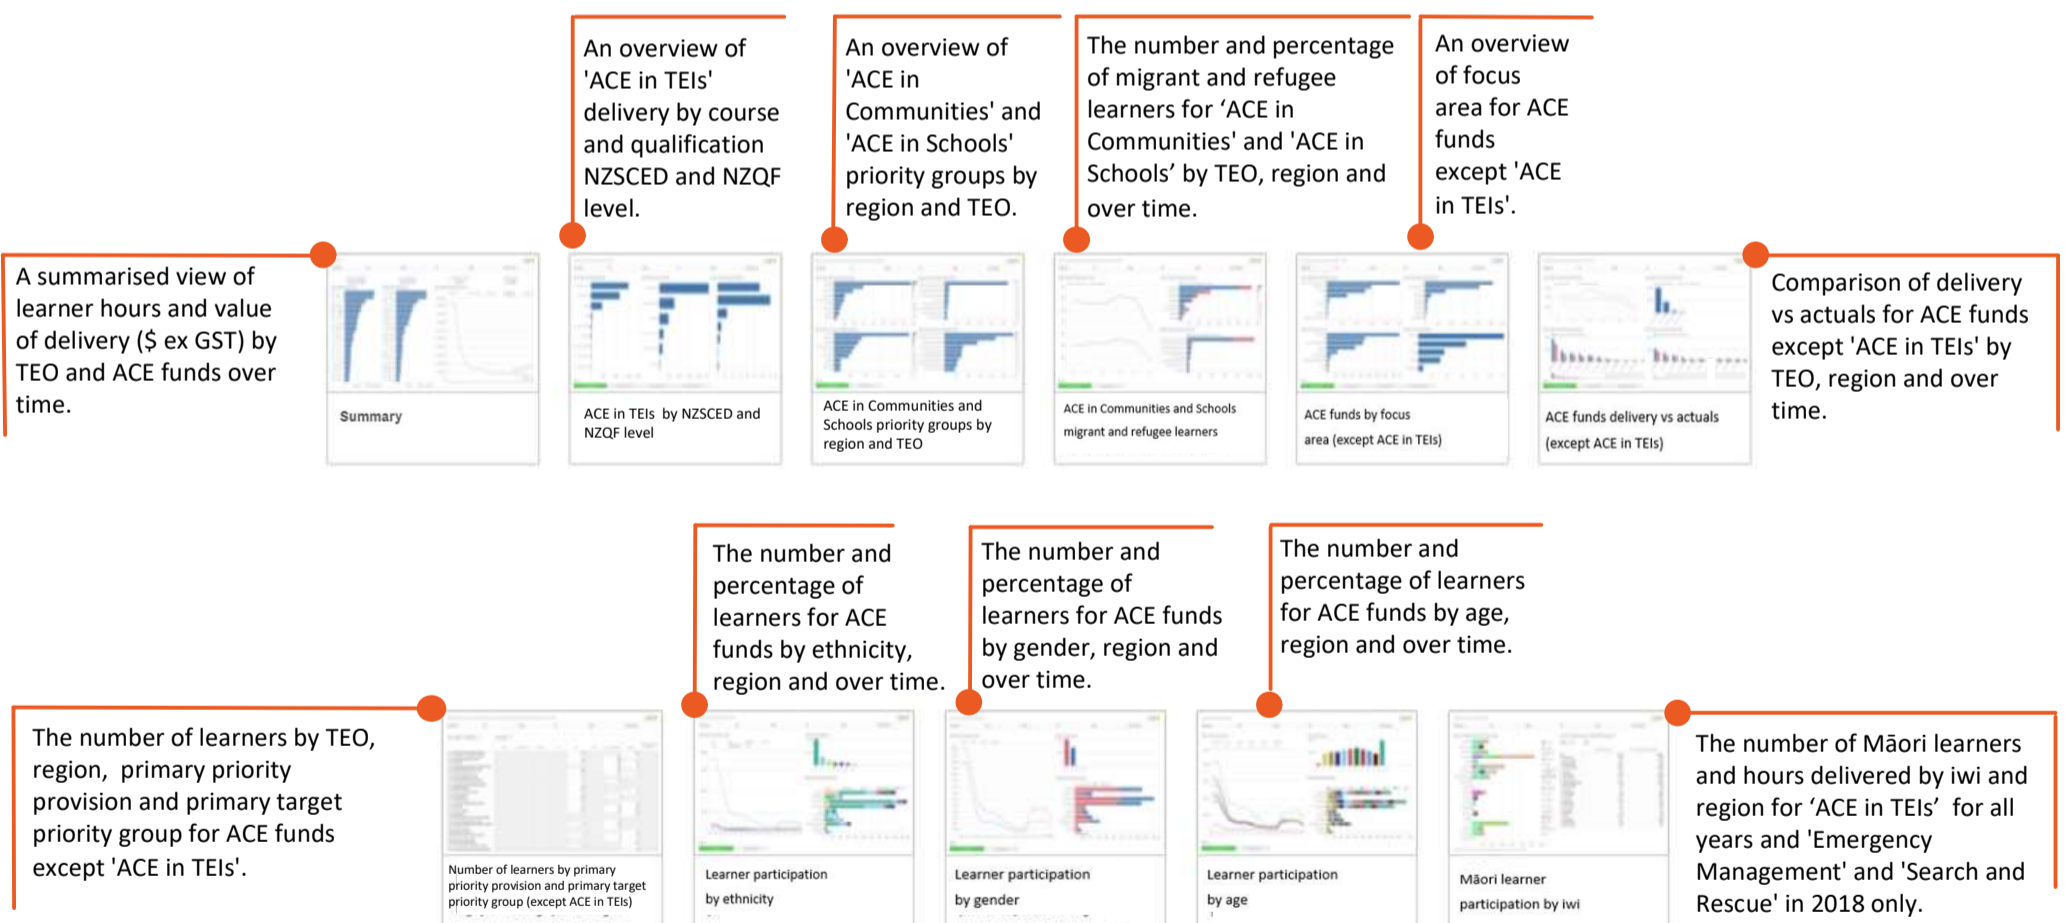 An overview of
'ACE in TEIs'
delivery by course
and qualification
NZSCED and NZQF
level.
An overview of
'ACE in
Communities' and
'ACE in Schools'
priority groups by
region and TEO.
The number and percentage
of migrant and refugee
learners for ‘ACE in
Communities' and 'ACE in
Schools’ by TEO, region and
over time.
An overview
of focus
area for ACE
funds
except 'ACE
in TEIs'.
A summarised view of
learner hours and value
of delivery ($ ex GST) by
TEO and ACE funds over
time.
Comparison of delivery
vs actuals for ACE funds
except 'ACE in TEIs' by
TEO, region and over
time.
Summary
ACE in TEIs by NZSCED and
NZQF level
ACE in Communities and
Schools priority groups by
region and TEO
ACE in Communities and Schools
migrant and refugee learners
ACE funds by focus
area (except ACE in TEIs)
ACE funds delivery vs actuals
(except ACE in TEIs)
The number and
percentage of
learners for ACE
funds by ethnicity,
region and over time.
The number and
percentage of
learners for ACE funds
by gender, region and
over time.
The number and
percentage of learners
for ACE funds by age,
region and over time.
The number of learners by TEO,
region, primary priority
provision and primary target
priority group for ACE funds
except 'ACE in TEIs'.
The number of Māori learners
and hours delivered by iwi and
region for ‘ACE in TEIs’ for all
years and 'Emergency
Management' and 'Search and
Rescue' in 2018 only.
Number of learners by primary
priority provision and primary target
priority group (except ACE in TEIs)
Learner participation
by ethnicity
Learner participation
by gender
Learner participation
by age
Māori learner
participation by iwi